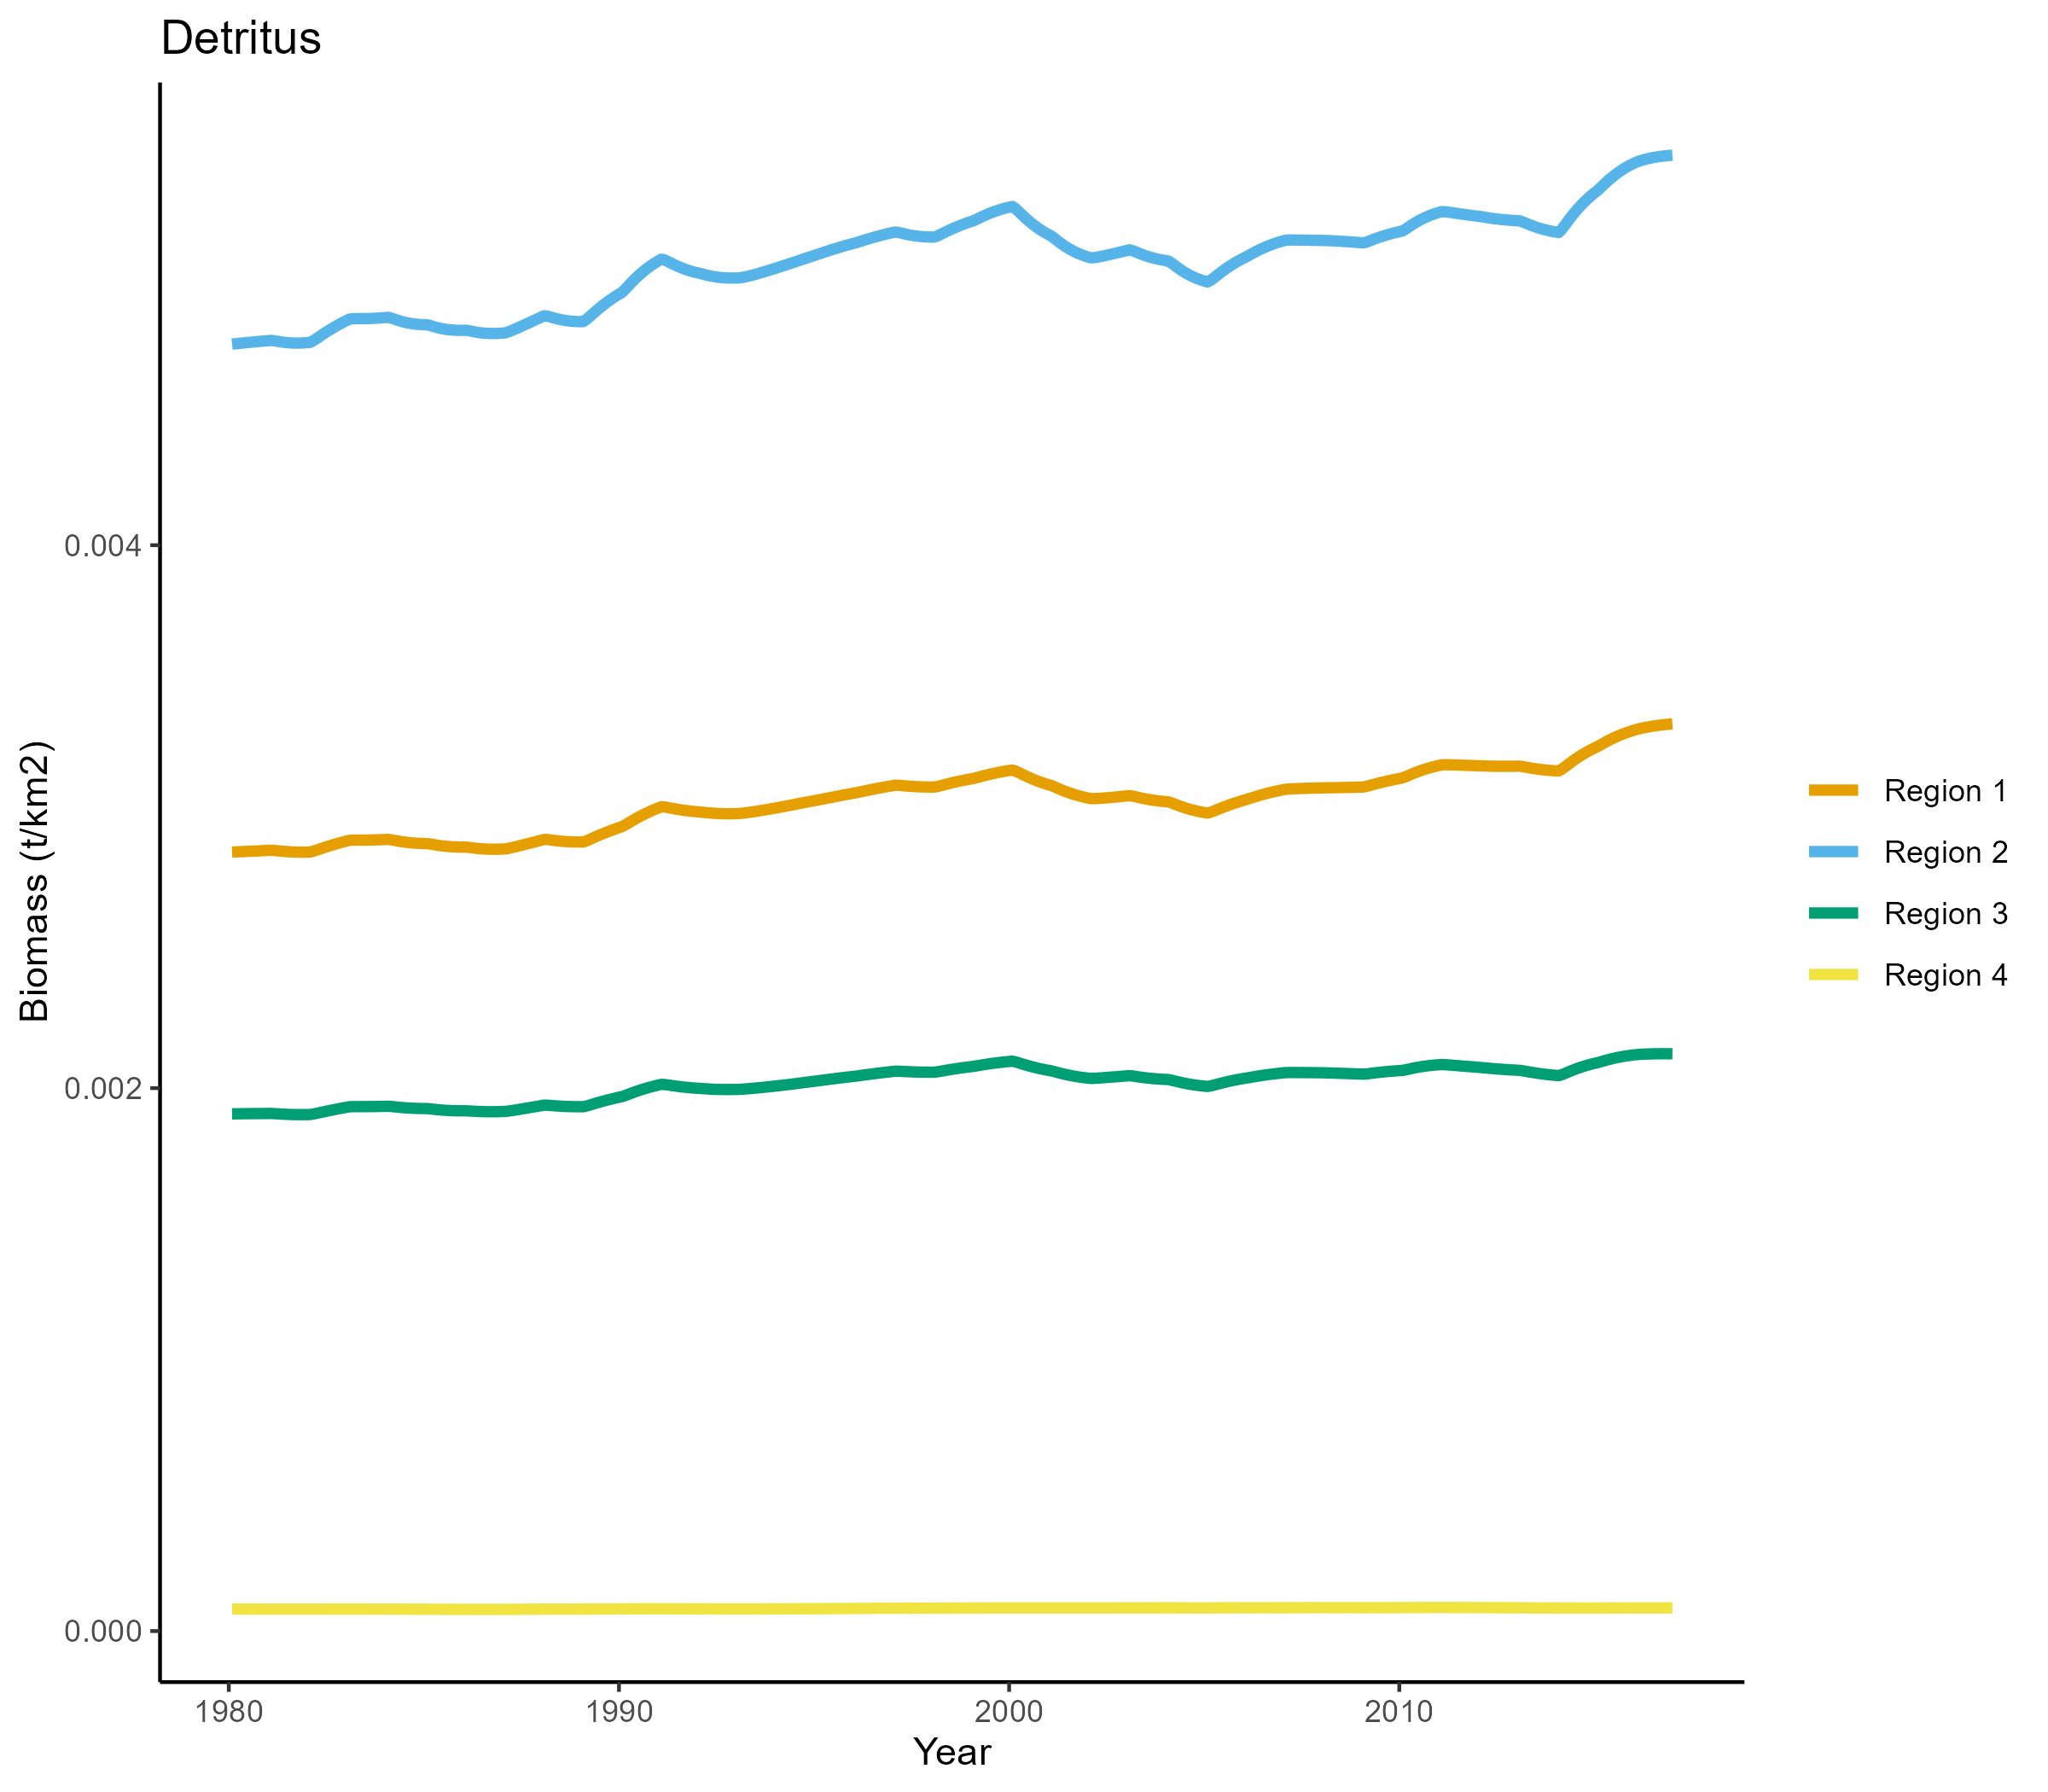 Detritus
Biomass (t/km2)
0.004
0.002
0.000
1980 1990 2000 2010
Year
Region 1
Region 2
Region 3
Region 4